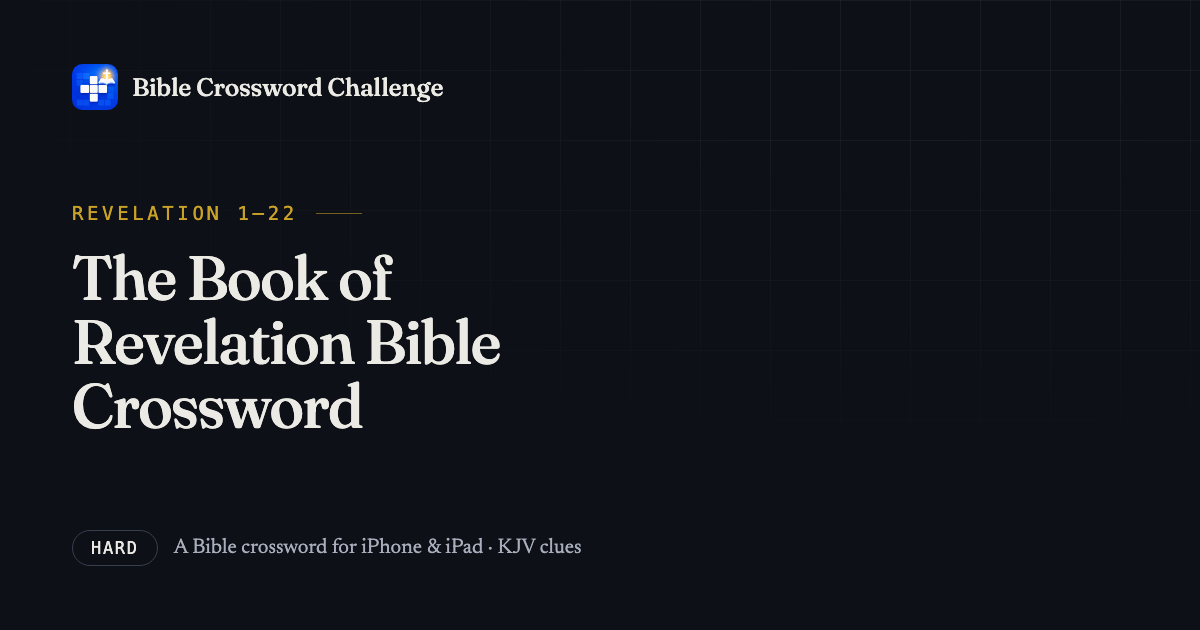 Bible Crossword Challenge
REVELATION 1–22
The Book of
Revelation Bible
Crossword
HARD
A Bible crossword for iPhone & iPad · KJV clues